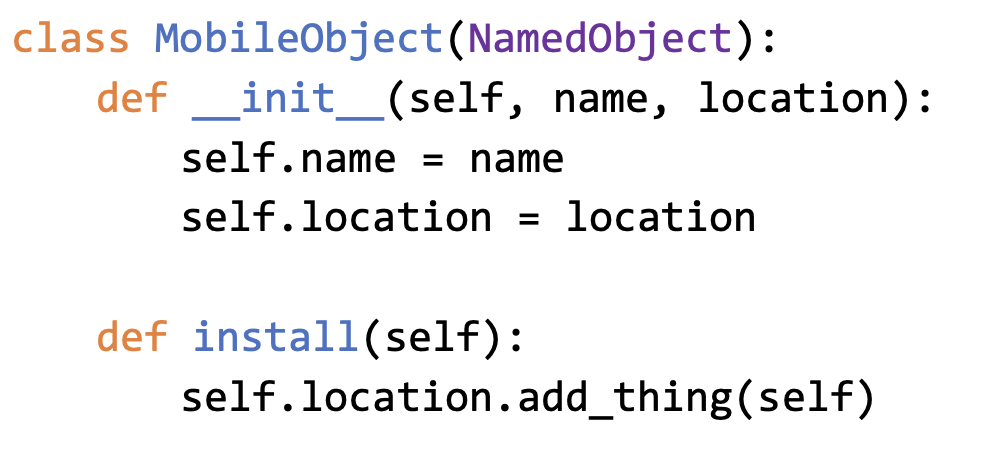 class MobileObject(NamedObject):
    def __init__(self, name, location):
        self.name = name
        self.location = location

    def install(self):
        self.location.add_thing(self)